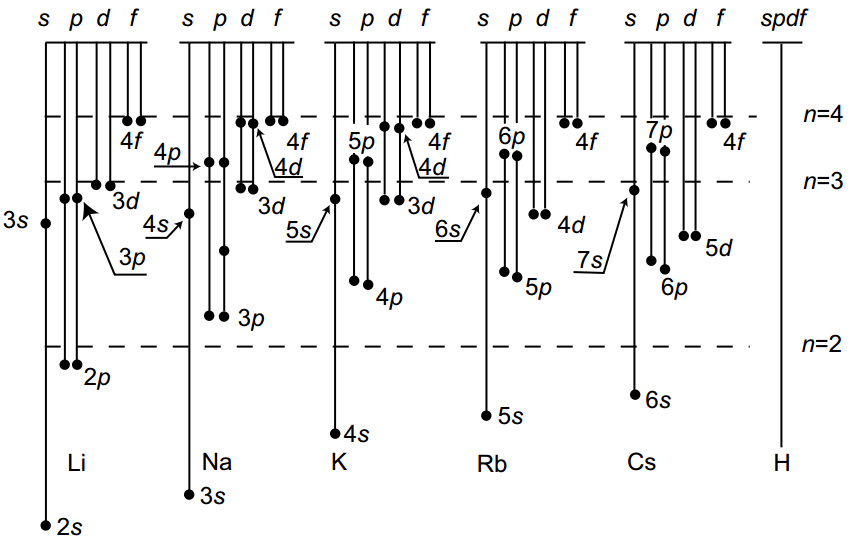 s p d f s p d f s p d f s p d f s p d f spdf
n=4
4f 4p 4f 4d 5p 4f 4d 6p 4f 7p 4f
n=3
3s 3p 3d 4s 3d 5s 3d 6s 4d 7s 5d
3p 4p 5p 6p
n=2
2p 4s 5s 6s
Li Na K Rb Cs H
3s
2s